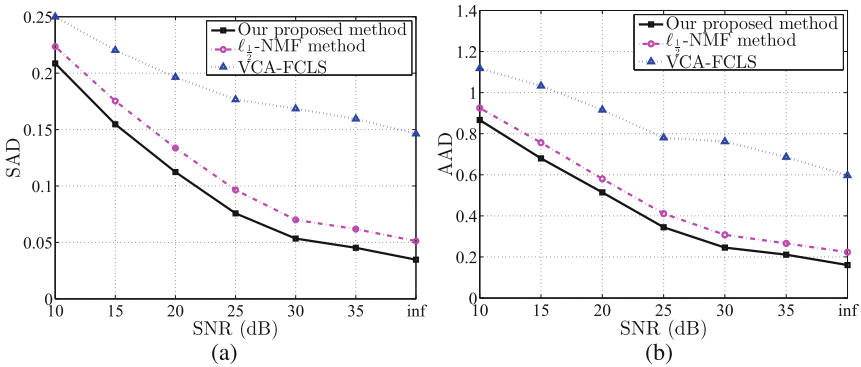 0.25
0.2
0.15
0.1
0.05
0
SAD
10 15 20 25 30 35 inf
SNR (dB)
Our proposed method
ℓ1/2-NMF method
VCA-FCLS
(a)
1.4
1.2
1
0.8
0.6
0.4
0.2
0
AAD
10 15 20 25 30 35 inf
SNR (dB)
Our proposed method
ℓ1/2-NMF method
VCA-FCLS
(b)